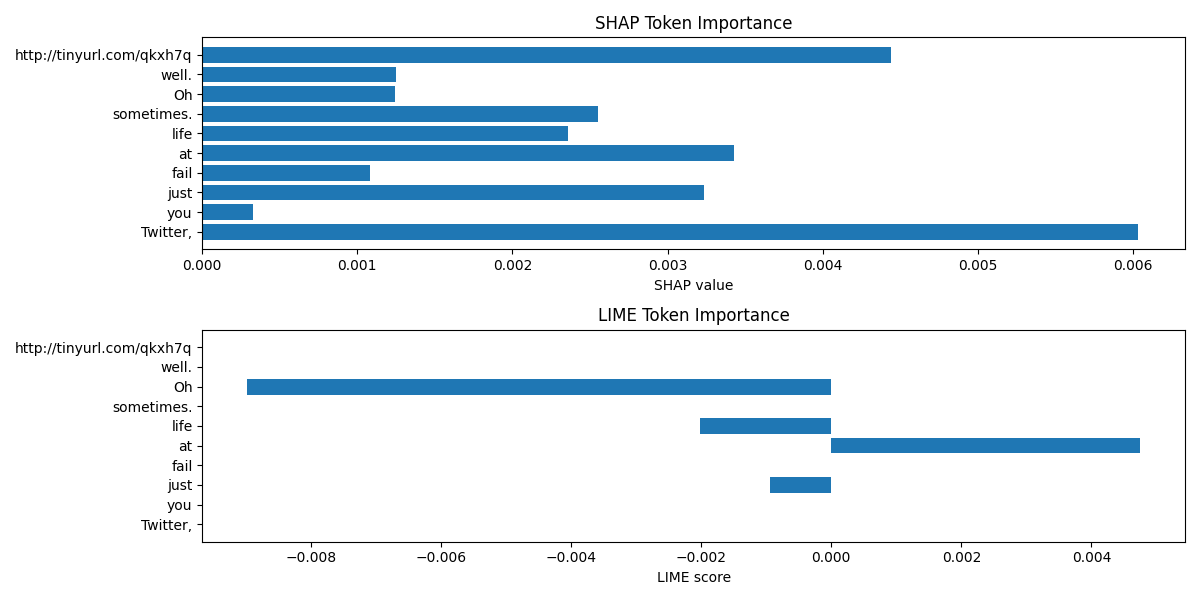 SHAP Token Importance
http://tinyurl.com/qkxh7q
well.
Oh
sometimes.
life
at
fail
just
you
Twitter,
0.000 0.001 0.002 0.003 0.004 0.005 0.006
SHAP value
LIME Token Importance
http://tinyurl.com/qkxh7q
well.
Oh
sometimes.
life
at
fail
just
you
Twitter,
−0.008 −0.006 −0.004 −0.002 0.000 0.002 0.004
LIME score